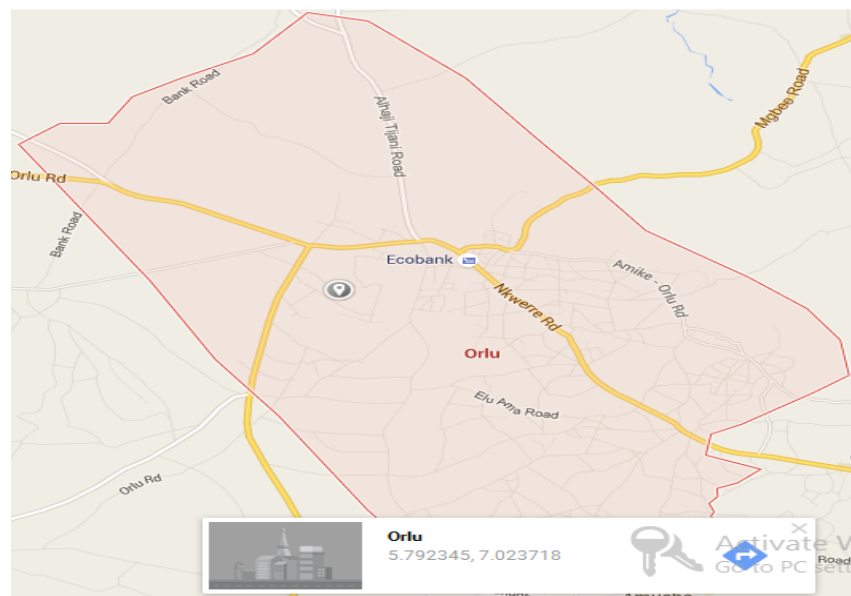 Bank Road
Alhaji Tijani Road
Mgbee Road
Orlu Rd
Bank Road
Ecobank
Amike - Orlu Rd
Nkwerre Rd
Orlu
Elu Ama Road
Orlu Rd
Orlu
5.792345, 7.023718
Activate
Go to PC sett
Road